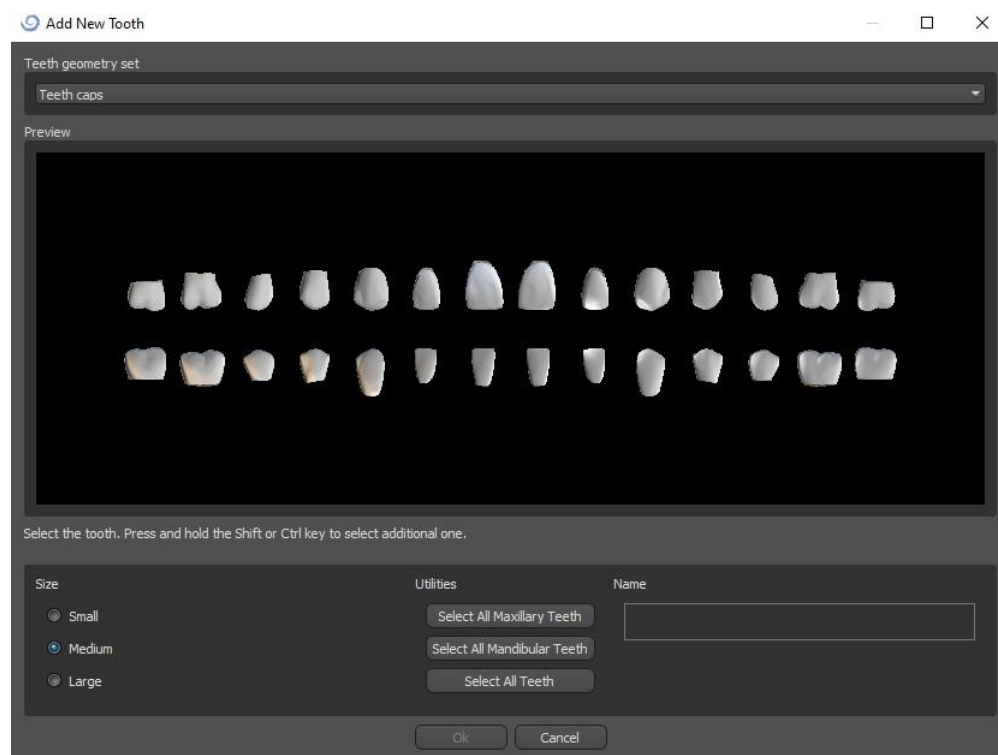 Add New Tooth
Teeth geometry set
Teeth caps
Preview
Select the tooth. Press and hold the Shift or Ctrl key to select additional one.
Size
Utilities
Name
Small
Select All Maxillary Teeth
Medium
Select All Mandibular Teeth
Large
Select All Teeth
Ok
Cancel